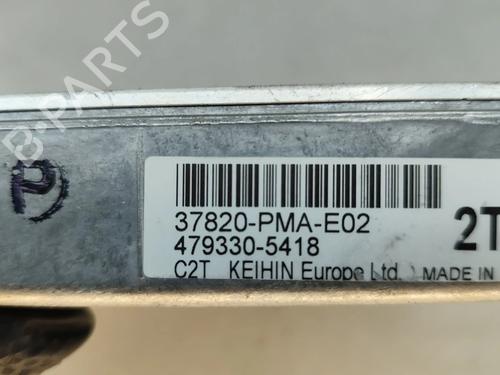 B-PARTS
P
37820-PMA-E02
2T
479330-5418
C2T KEIHIN Europe Ltd. MADE IN